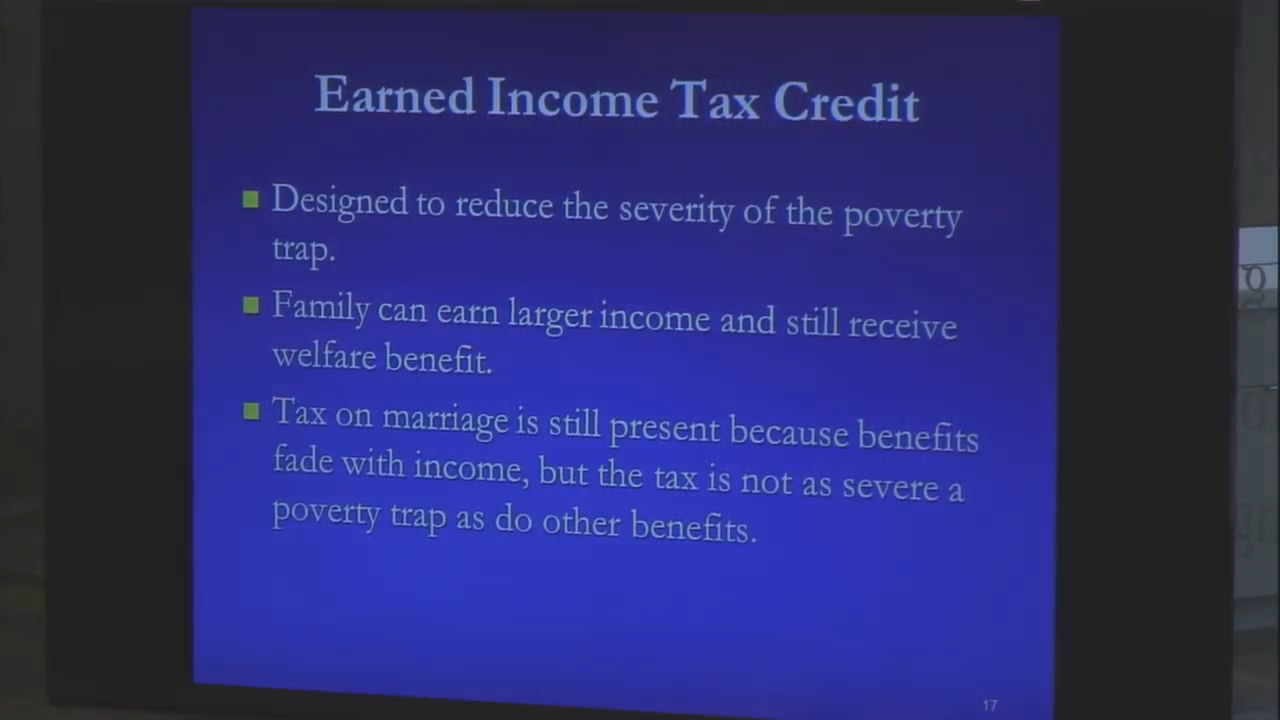 Earned Income Tax Credit
Designed to reduce the severity of the poverty
trap.
Family can earn larger income and still receive
welfare benefit.
Tax on marriage is still present because benefits
fade with income, but the tax is not as severe a
poverty trap as do other benefits.
17